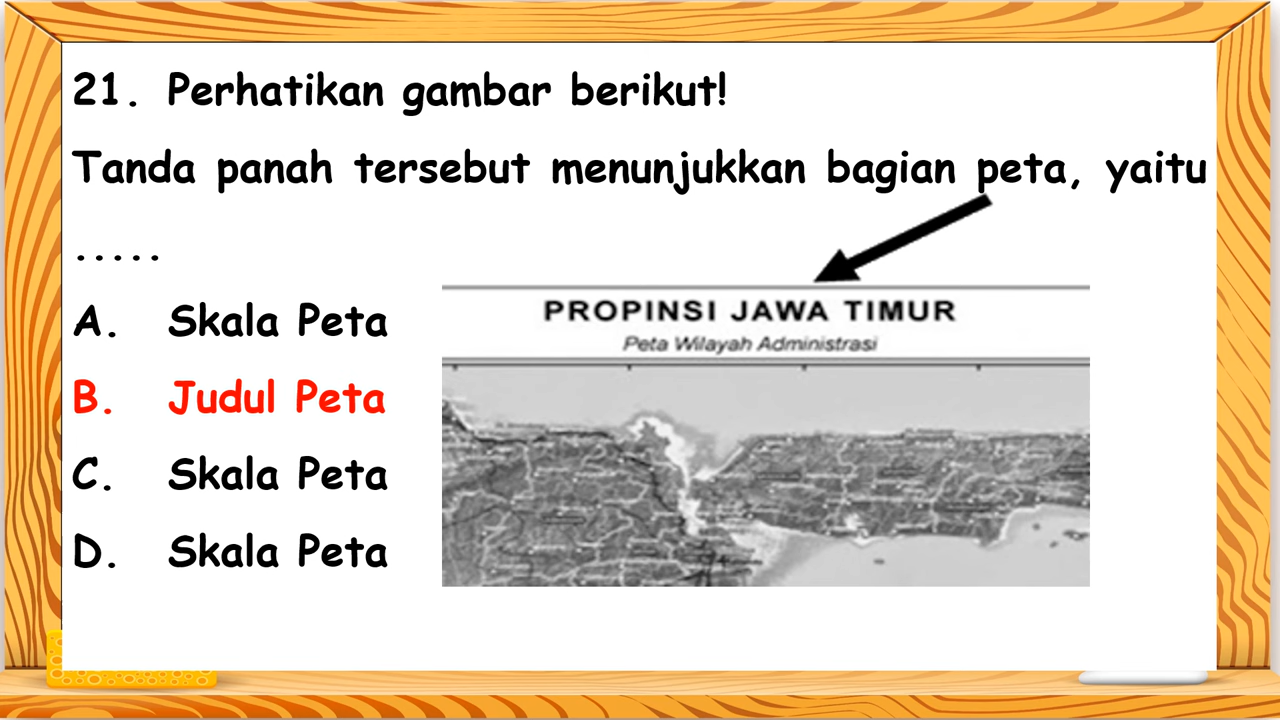 21. Perhatikan gambar berikut!
Tanda panah tersebut menunjukkan bagian peta, yaitu
.....
A. Skala Peta
B. Judul Peta
C. Skala Peta
D. Skala Peta
PROPINSI JAWA TIMUR
Peta Wilayah Administrasi